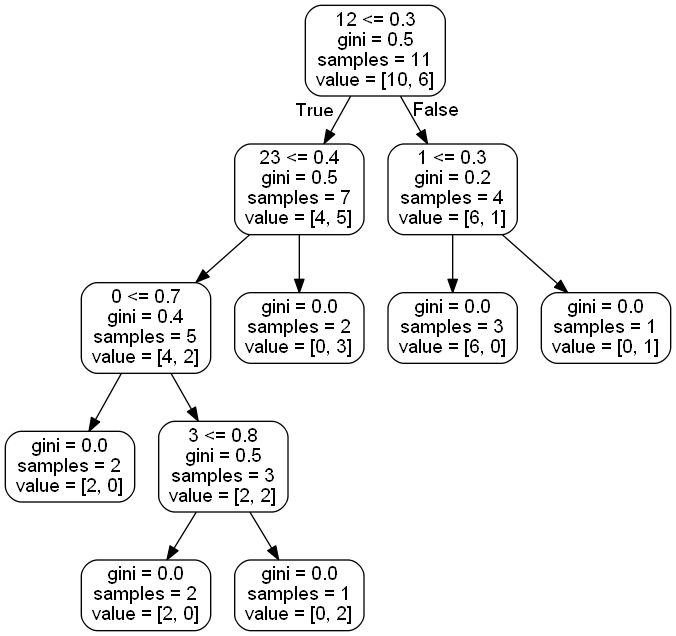 12 <= 0.3
gini = 0.5
samples = 11
value = [10, 6]
True
False
23 <= 0.4
gini = 0.5
samples = 7
value = [4, 5]
1 <= 0.3
gini = 0.2
samples = 4
value = [6, 1]
0 <= 0.7
gini = 0.4
samples = 5
value = [4, 2]
gini = 0.0
samples = 2
value = [0, 3]
gini = 0.0
samples = 3
value = [6, 0]
gini = 0.0
samples = 1
value = [0, 1]
gini = 0.0
samples = 2
value = [2, 0]
3 <= 0.8
gini = 0.5
samples = 3
value = [2, 2]
gini = 0.0
samples = 2
value = [2, 0]
gini = 0.0
samples = 1
value = [0, 2]